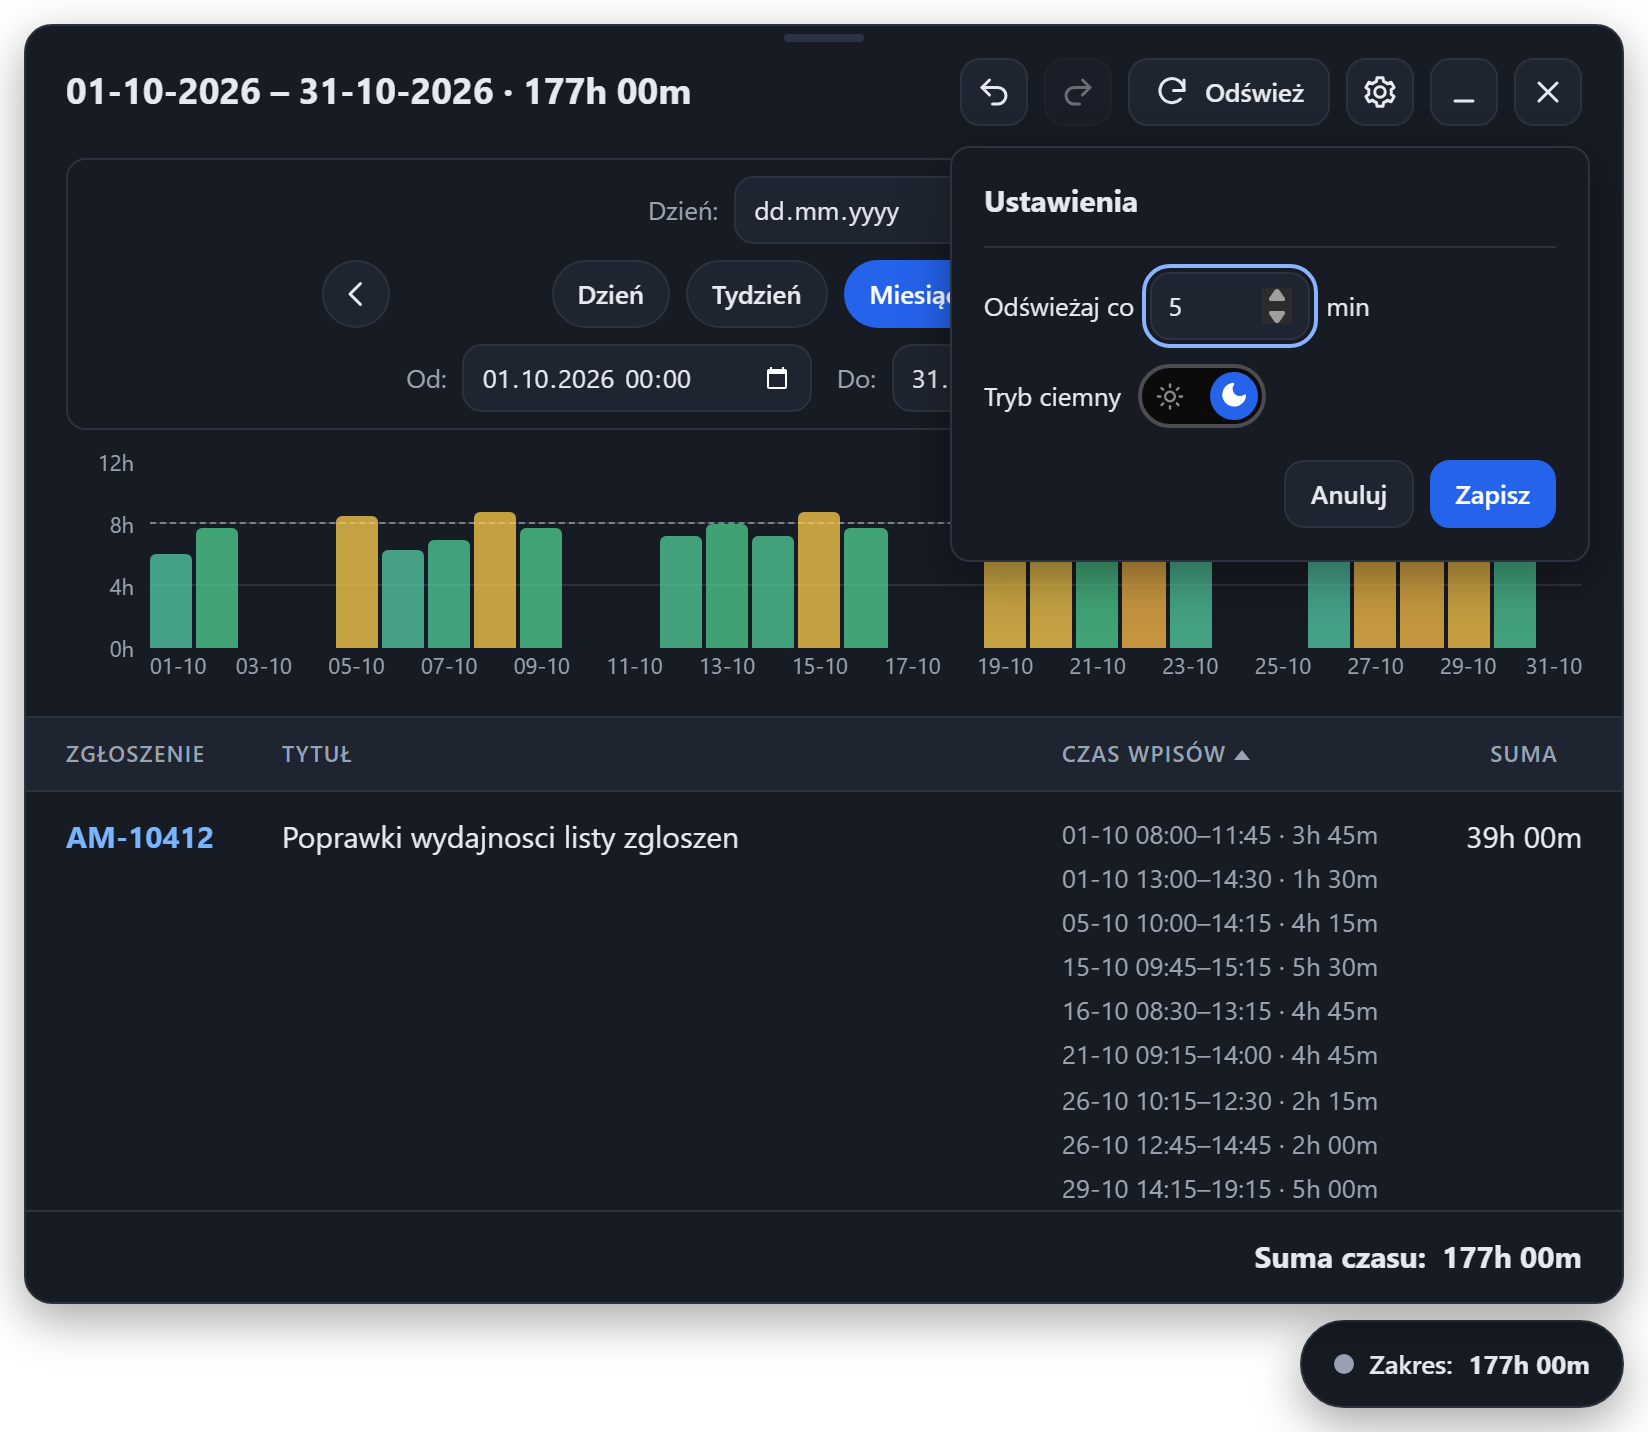 01-10-2026 – 31-10-2026 · 177h 00m
Odśwież
Dzień: dd.mm.yyyy
Dzień Tydzień
Od: 01.10.2026 00:00 Do: 31.
Ustawienia
Odświeżaj co 5 min
Tryb ciemny
Anuluj Zapisz
12h
8h
4h
0h
01-10 03-10 05-10 07-10 09-10 11-10 13-10 15-10 17-10 19-10 21-10 23-10 25-10 27-10 29-10 31-10
ZGŁOSZENIE TYTUŁ CZAS WPISÓW SUMA
AM-10412 Poprawki wydajnosci listy zgloszen 01-10 08:00–11:45 · 3h 45m 39h 00m
01-10 13:00–14:30 · 1h 30m
05-10 10:00–14:15 · 4h 15m
15-10 09:45–15:15 · 5h 30m
16-10 08:30–13:15 · 4h 45m
21-10 09:15–14:00 · 4h 45m
26-10 10:15–12:30 · 2h 15m
26-10 12:45–14:45 · 2h 00m
29-10 14:15–19:15 · 5h 00m
Suma czasu: 177h 00m
Zakres: 177h 00m